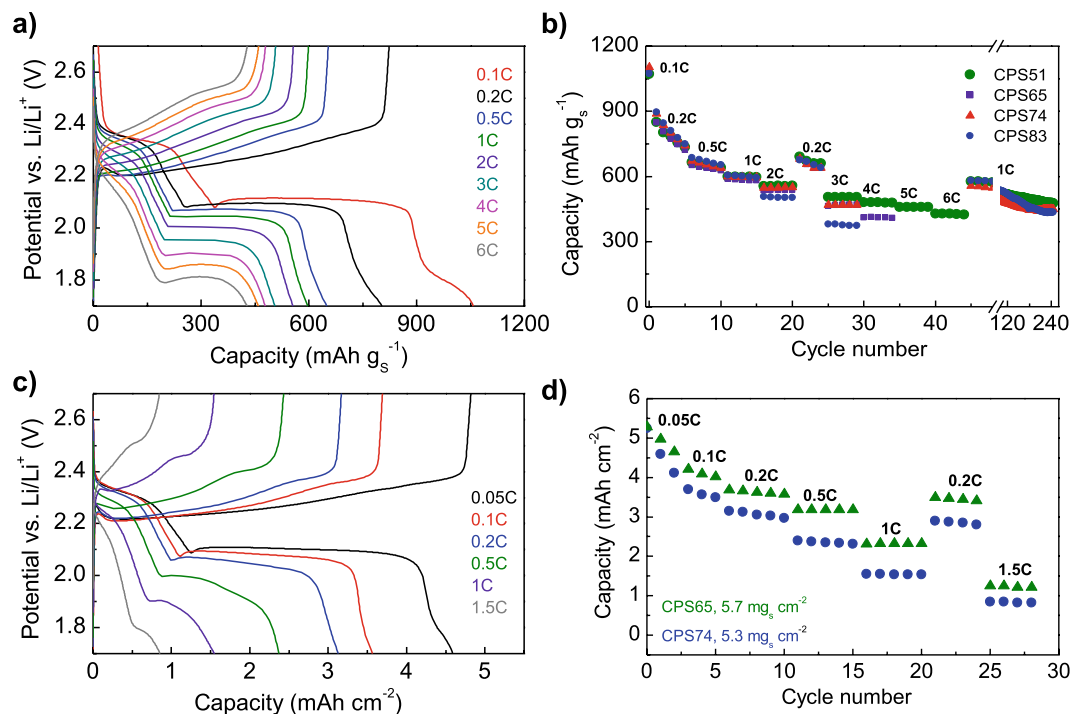 a)
Potential vs. Li/Li⁺ (V)
2.6
2.4
2.2
2.0
1.8
0.1C
0.2C
0.5C
1C
2C
3C
4C
5C
6C
0 300 600 900 1200
Capacity (mAh gₛ⁻¹)
b)
Capacity (mAh gₛ⁻¹)
1200
900
600
300
0
0.1C
0.2C
0.5C
1C
2C
0.2C
3C
4C
5C
6C
1C
CPS51
CPS65
CPS74
CPS83
0 10 20 30 40 120 240
Cycle number
c)
Potential vs. Li/Li⁺ (V)
2.6
2.4
2.2
2.0
1.8
0.05C
0.1C
0.2C
0.5C
1C
1.5C
0 1 2 3 4 5
Capacity (mAh cm⁻²)
d)
Capacity (mAh cm⁻²)
6
5
4
3
2
1
0
0.05C
0.1C
0.2C
0.5C
1C
0.2C
1.5C
CPS65, 5.7 mgₛ cm⁻²
CPS74, 5.3 mgₛ cm⁻²
0 5 10 15 20 25 30
Cycle number